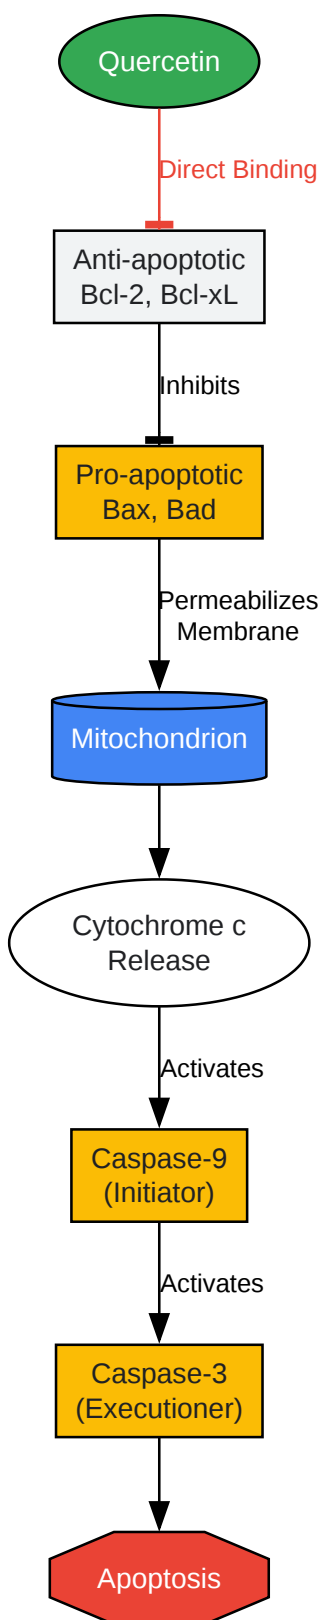 Quercetin
Direct Binding
Anti-apoptotic
Bcl-2, Bcl-xL
Inhibits
Pro-apoptotic
Bax, Bad
Permeabilizes
Membrane
Mitochondrion
Cytochrome c
Release
Activates
Caspase-9
(Initiator)
Activates
Caspase-3
(Executioner)
Apoptosis